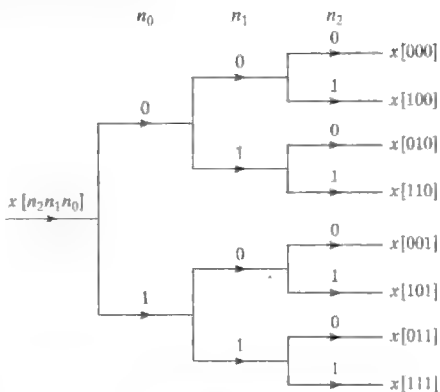 n₀ n₁ n₂
0 x[000]
0
1 x[100]
0
0 x[010]
1
1 x[110]
x[n₂n₁n₀]
0 x[001]
0
1 x[101]
1
0 x[011]
1
1 x[111]